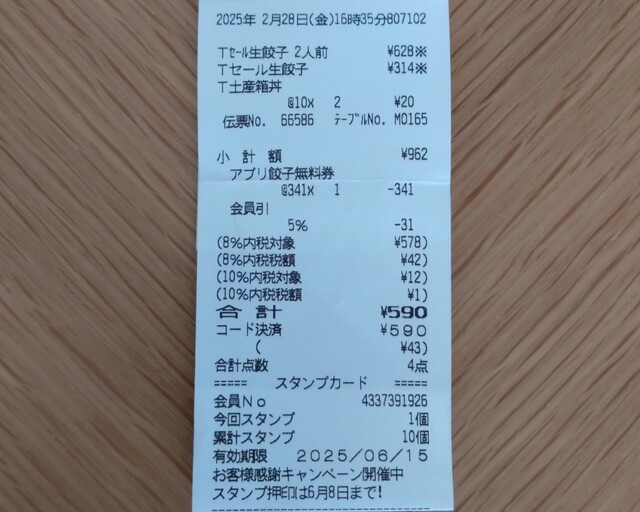 2025年 2月28日(金)16時35分807102
Tセール生餃子 2人前 ¥628※
Tセール生餃子 ¥314※
T土産箱丼
@10× 2 ¥20
伝票No. 66586 テーブルNo. M0165
小 計 額 ¥962
アプリ餃子無料券
@341× 1 -341
会員引
5% -31
(8%内税対象 ¥578)
(8%内税税額 ¥42)
(10%内税対象 ¥12)
(10%内税税額 ¥1)
合 計 ¥590
コード決済 ¥590
( ¥43)
合計点数 4点
===== スタンプカード =====
会員No 4337391926
今回スタンプ 1個
累計スタンプ 10個
有効期限 2025/06/15
お客様感謝キャンペーン開催中
スタンプ押印は6月8日まで!